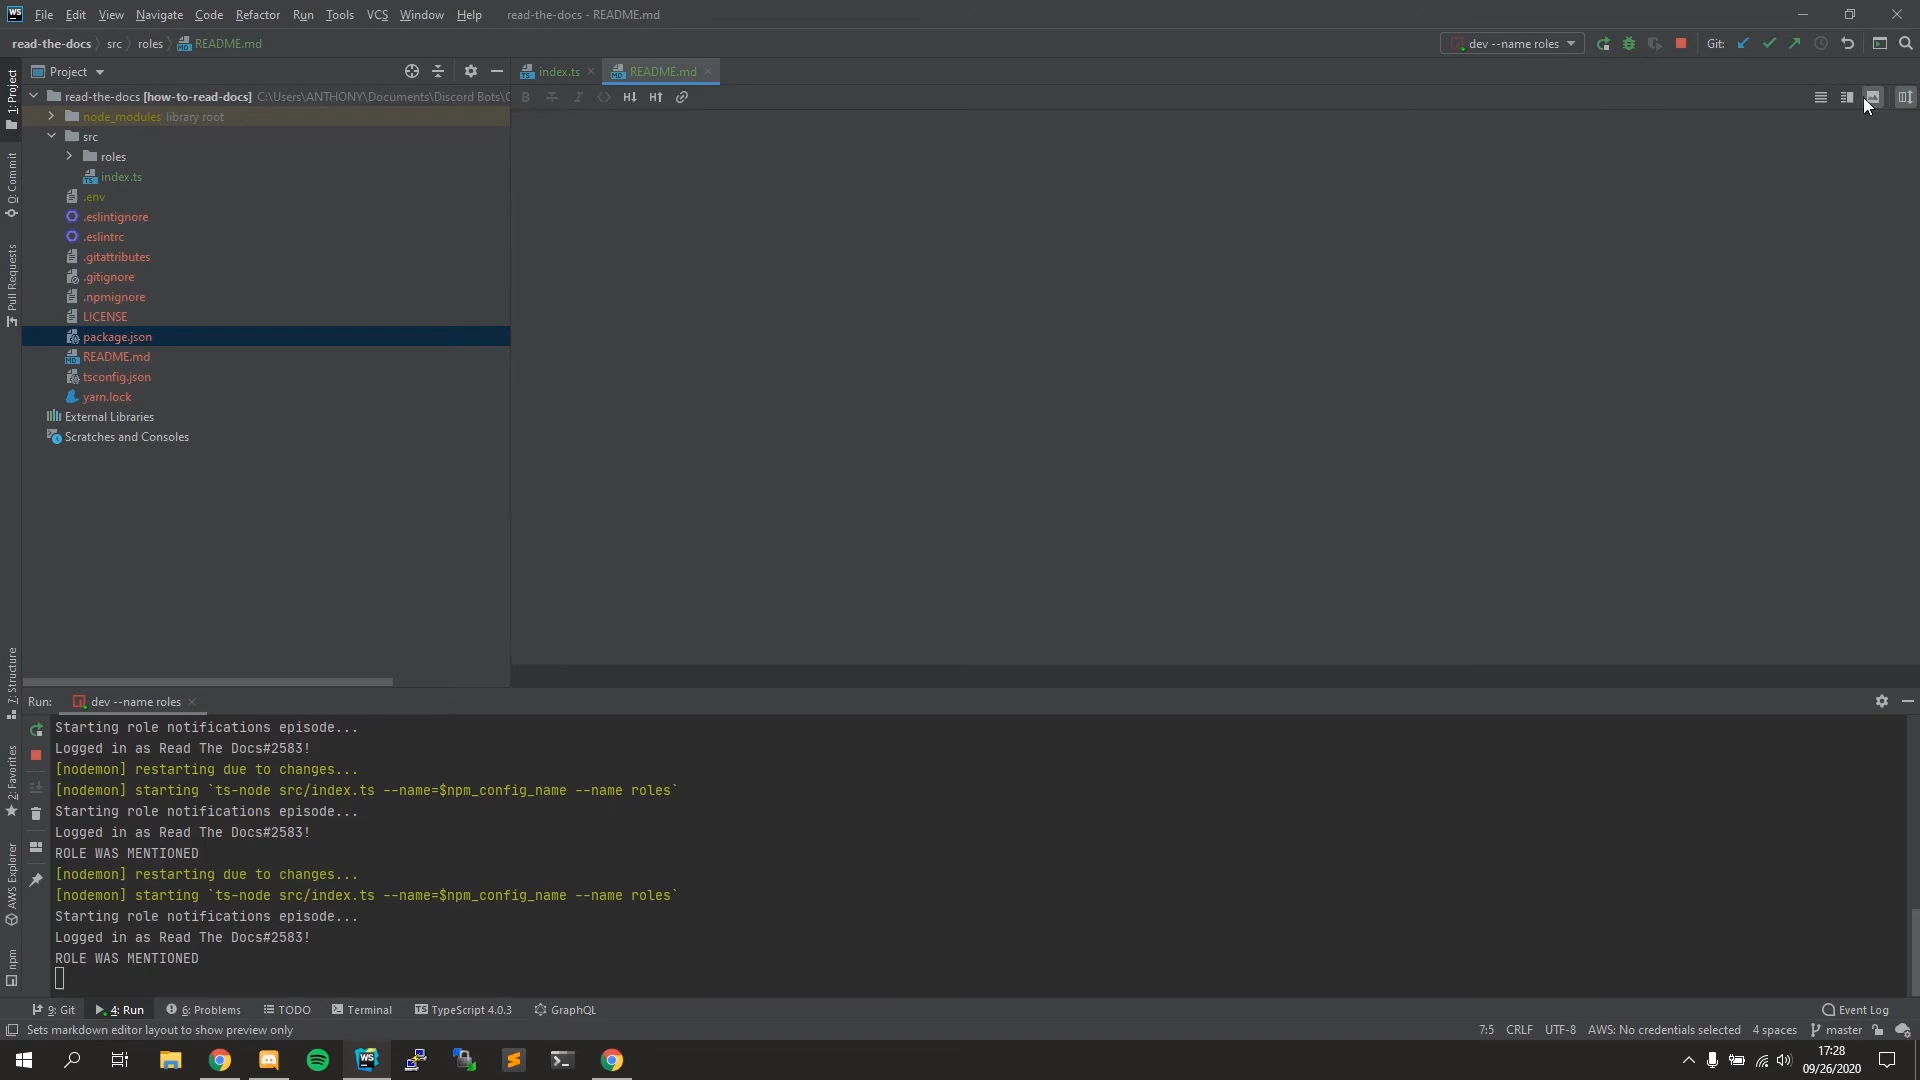 WS File Edit View Navigate Code Refactor Run Tools VCS Window Help read-the-docs - README.md
read-the-docs src roles README.md dev --name roles Git:
Project index.ts README.md
read-the-docs [how-to-read-docs] C:\Users\ANTHONY\Documents\Discord Bots\
node_modules library root
src
roles
index.ts
.env
.eslintignore
.eslintrc
.gitattributes
.gitignore
.npmignore
LICENSE
package.json
README.md
tsconfig.json
yarn.lock
External Libraries
Scratches and Consoles
1: Project
0: Commit
Pull Requests
7: Structure
2: Favorites
AWS Explorer
npm
Run: dev --name roles
Starting role notifications episode...
Logged in as Read The Docs#2583!
[nodemon] restarting due to changes...
[nodemon] starting `ts-node src/index.ts --name=$npm_config_name --name roles`
Starting role notifications episode...
Logged in as Read The Docs#2583!
ROLE WAS MENTIONED
[nodemon] restarting due to changes...
[nodemon] starting `ts-node src/index.ts --name=$npm_config_name --name roles`
Starting role notifications episode...
Logged in as Read The Docs#2583!
ROLE WAS MENTIONED
9: Git 4: Run 6: Problems TODO Terminal TypeScript 4.0.3 GraphQL Event Log
Sets markdown editor layout to show preview only 7:5 CRLF UTF-8 AWS: No credentials selected 4 spaces master
17:28
09/26/2020